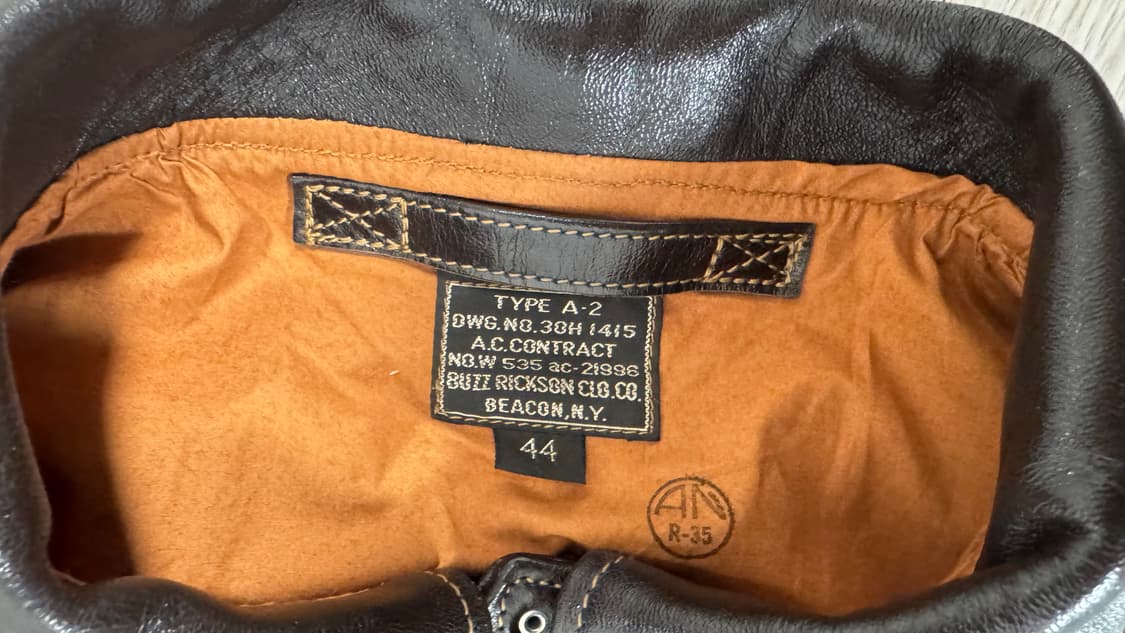 TYPE A-2
DWG. NO. 30H 1415
A.C. CONTRACT
NO. W 535 ac-21996
BUZZ RICKSON CLO. CO.
BEACON, N.Y.
44
AN
R-35